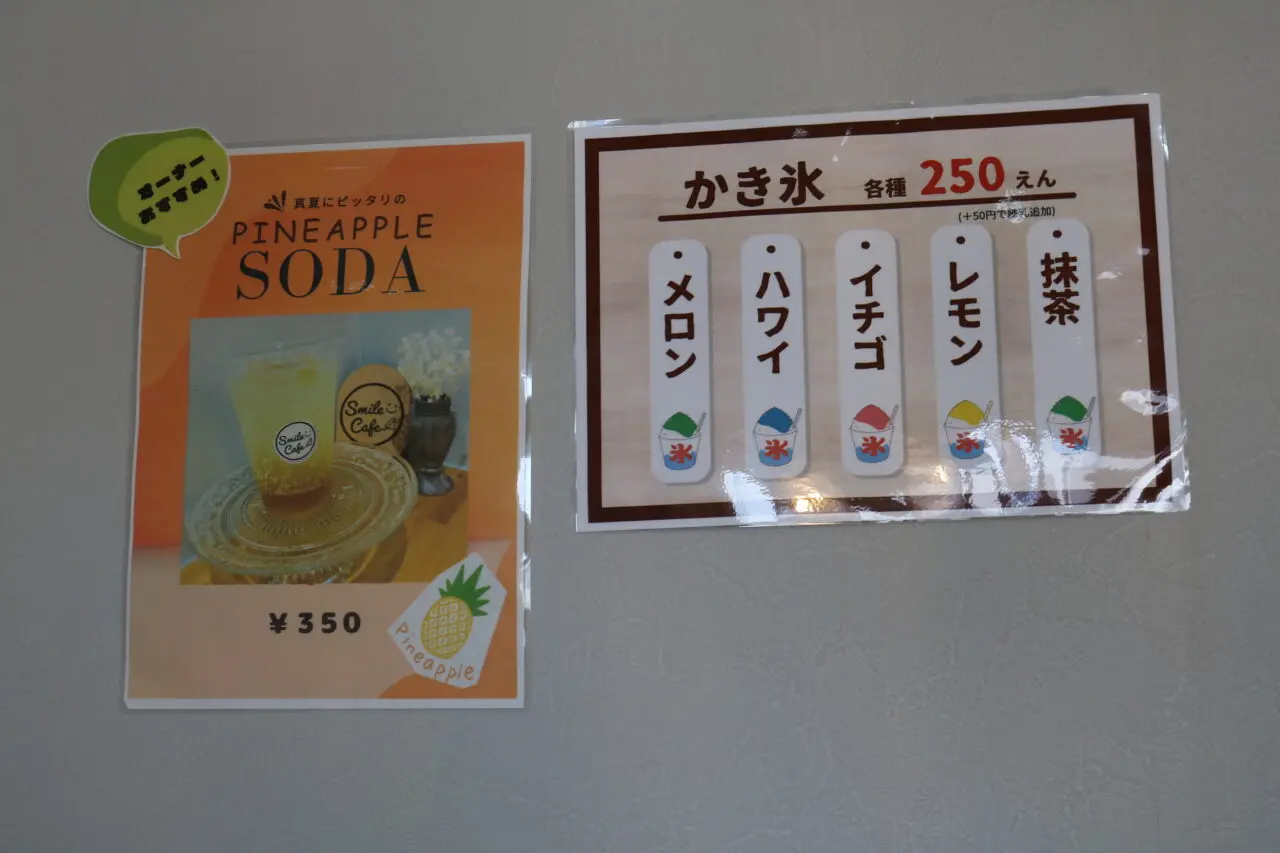 オーナー
おすすめ!
真夏にピッタリの
PINEAPPLE
SODA
Smile
Cafe
Smile
Cafe
¥350
Pineapple
かき氷 各種 250 えん
(+50円で練乳追加)
メロン
ハワイ
イチゴ
レモン
抹茶
氷
氷
氷
氷
氷